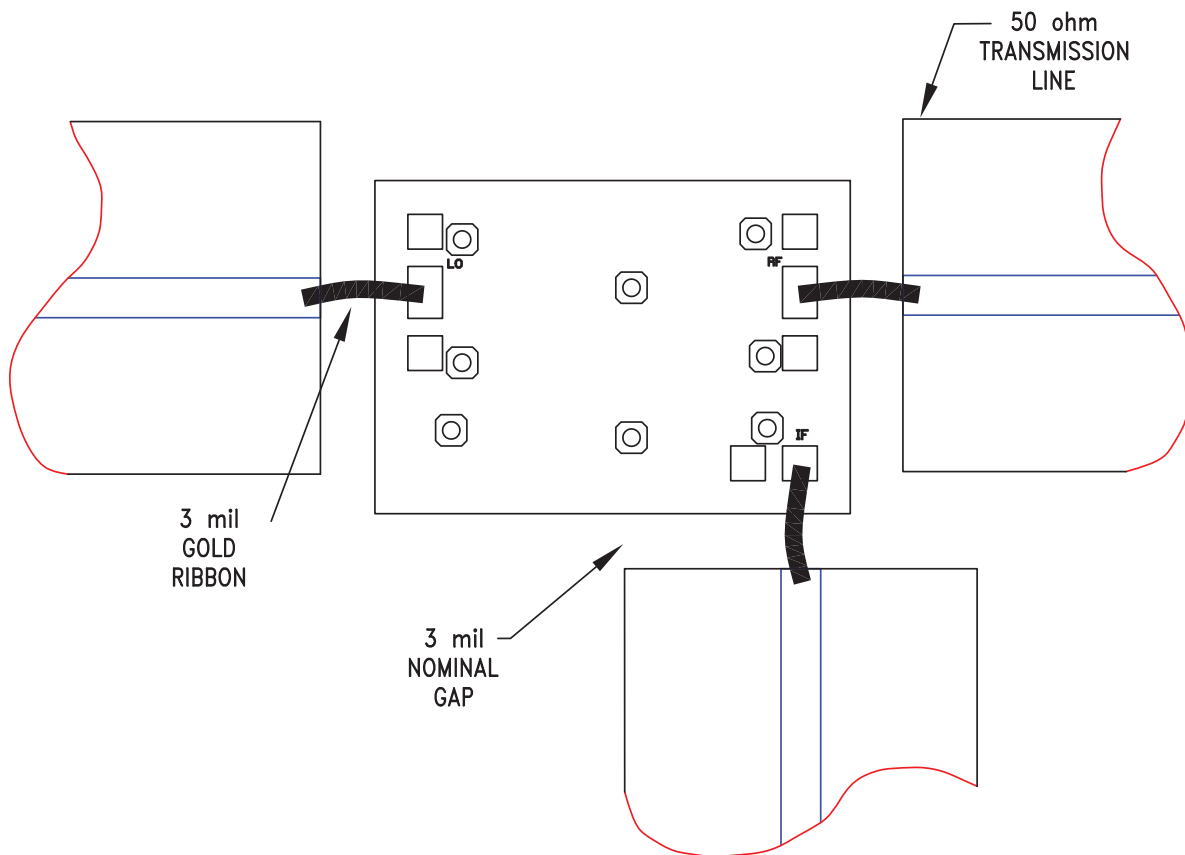 50 ohm
TRANSMISSION
LINE
LO
RF
IF
3 mil
GOLD
RIBBON
3 mil
NOMINAL
GAP